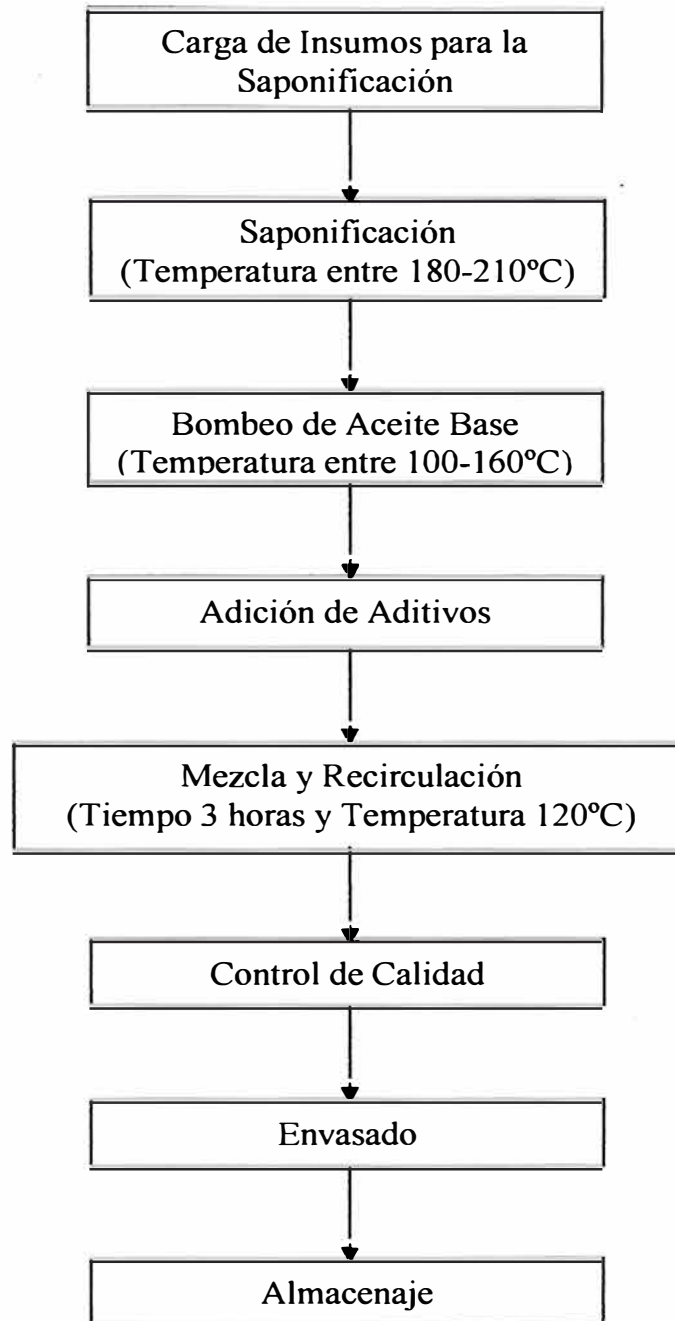 Carga de Insumos para la
Saponificación
Saponificación
(Temperatura entre 180-210ºC)
Bombeo de Aceite Base
(Temperatura entre 100-160ºC)
Adición de Aditivos
Mezcla y Recirculación
(Tiempo 3 horas y Temperatura 120ºC)
Control de Calidad
Envasado
Almacenaje